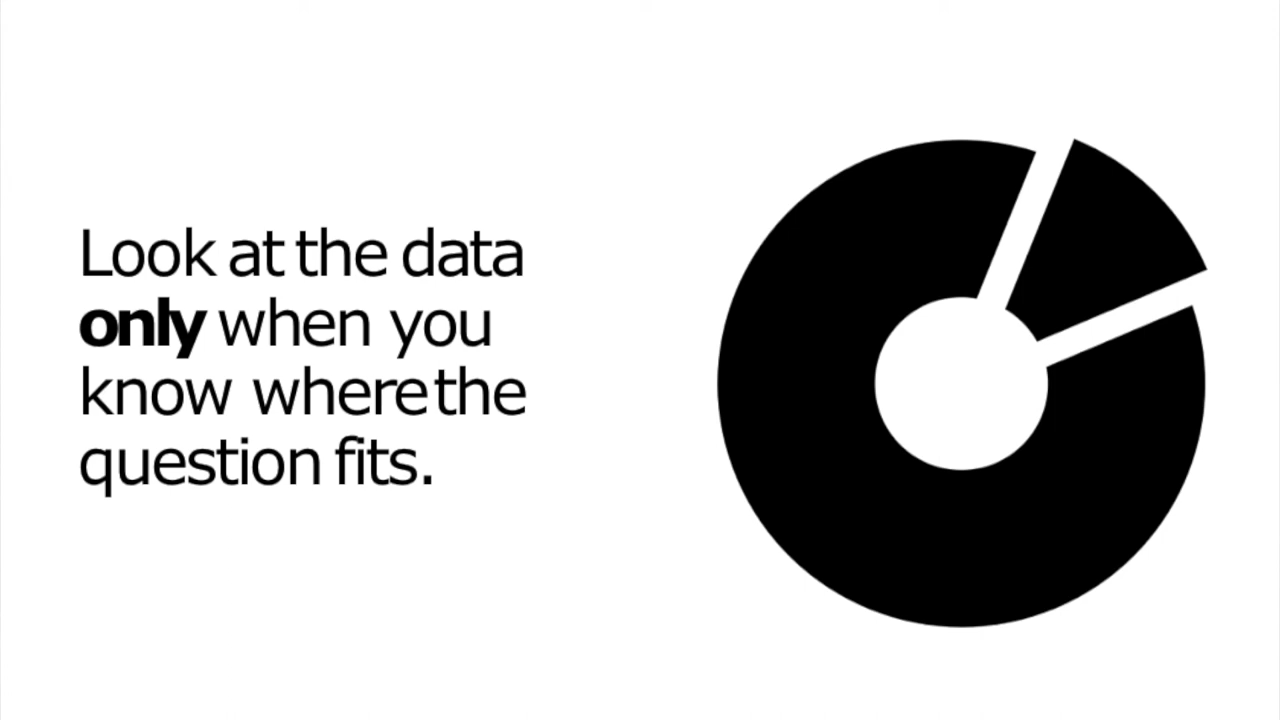 Look at the data
only when you
know where the
question fits.